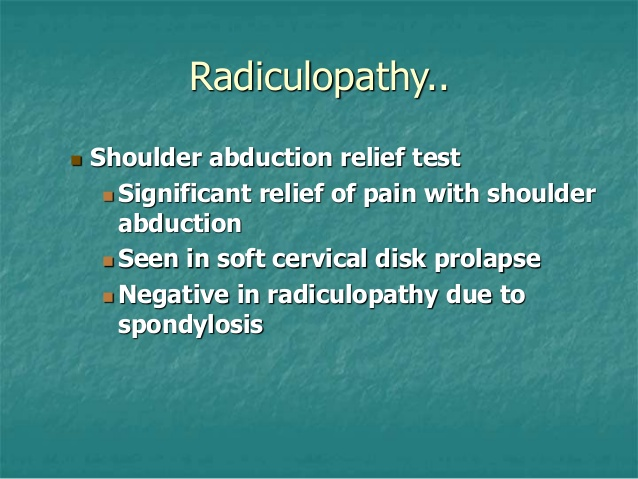 Radiculopathy..
Shoulder abduction relief test
Significant relief of pain with shoulder
abduction
Seen in soft cervical disk prolapse
Negative in radiculopathy due to
spondylosis